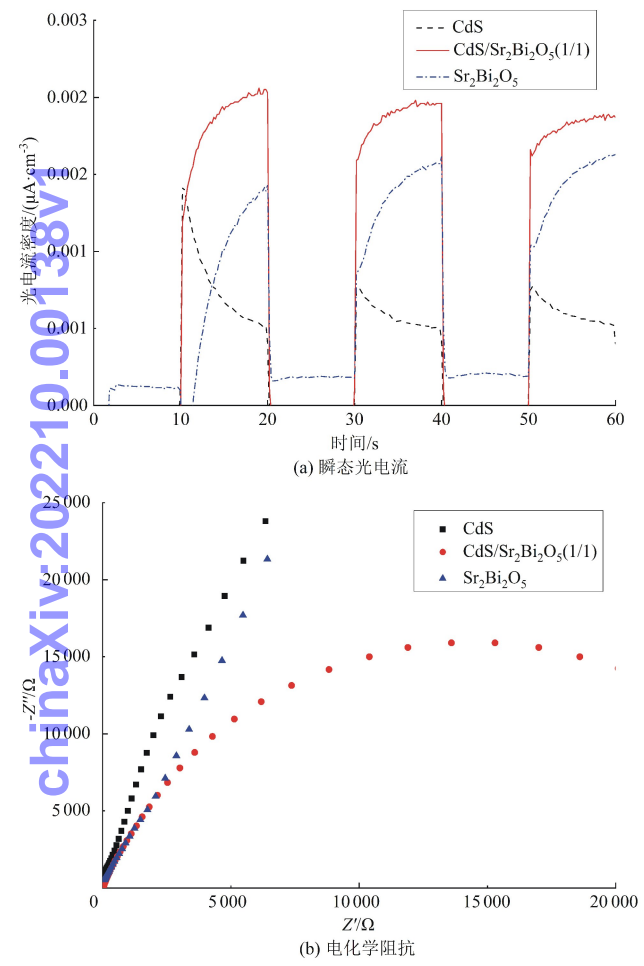 0.003
0.002
0.002
0.001
0.001
0.000
光电流密度/(μA·cm⁻³)
CdS
CdS/Sr₂Bi₂O₅(1/1)
Sr₂Bi₂O₅
0 10 20 30 40 50 60
时间/s
(a) 瞬态光电流
25 000
20 000
15 000
10 000
5 000
-Z″/Ω
CdS
CdS/Sr₂Bi₂O₅(1/1)
Sr₂Bi₂O₅
0 5 000 10 000 15 000 20 000
Z′/Ω
(b) 电化学阻抗
chinaXiv:202210.00138v1